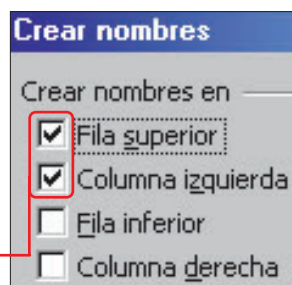 Crear nombres
Crear nombres en
Fila superior
Columna izquierda
Fila inferior
Columna derecha